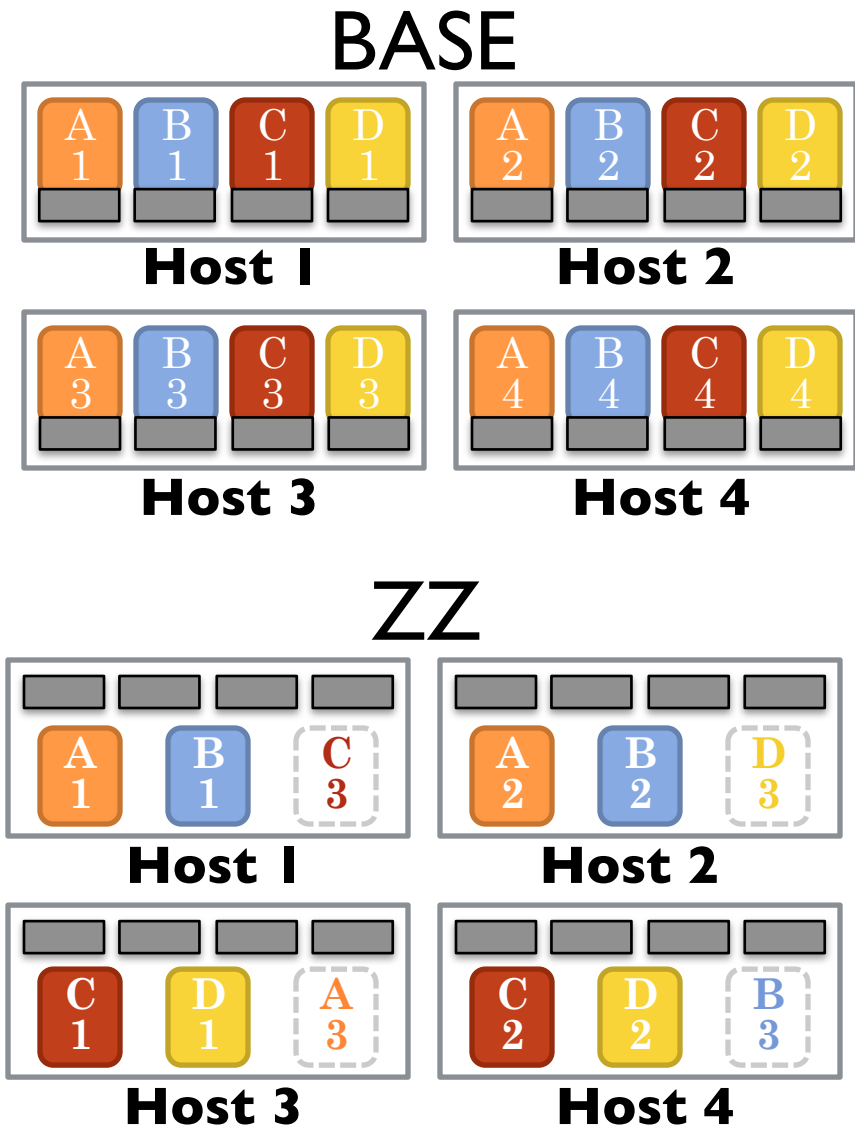 BASE
A B C D
1 1 1 1
A B C D
2 2 2 2
Host 1
Host 2
A B C D
3 3 3 3
A B C D
4 4 4 4
Host 3
Host 4
ZZ
A B C
1 1 3
A B D
2 2 3
Host 1
Host 2
C D A
1 1 3
C D B
2 2 3
Host 3
Host 4